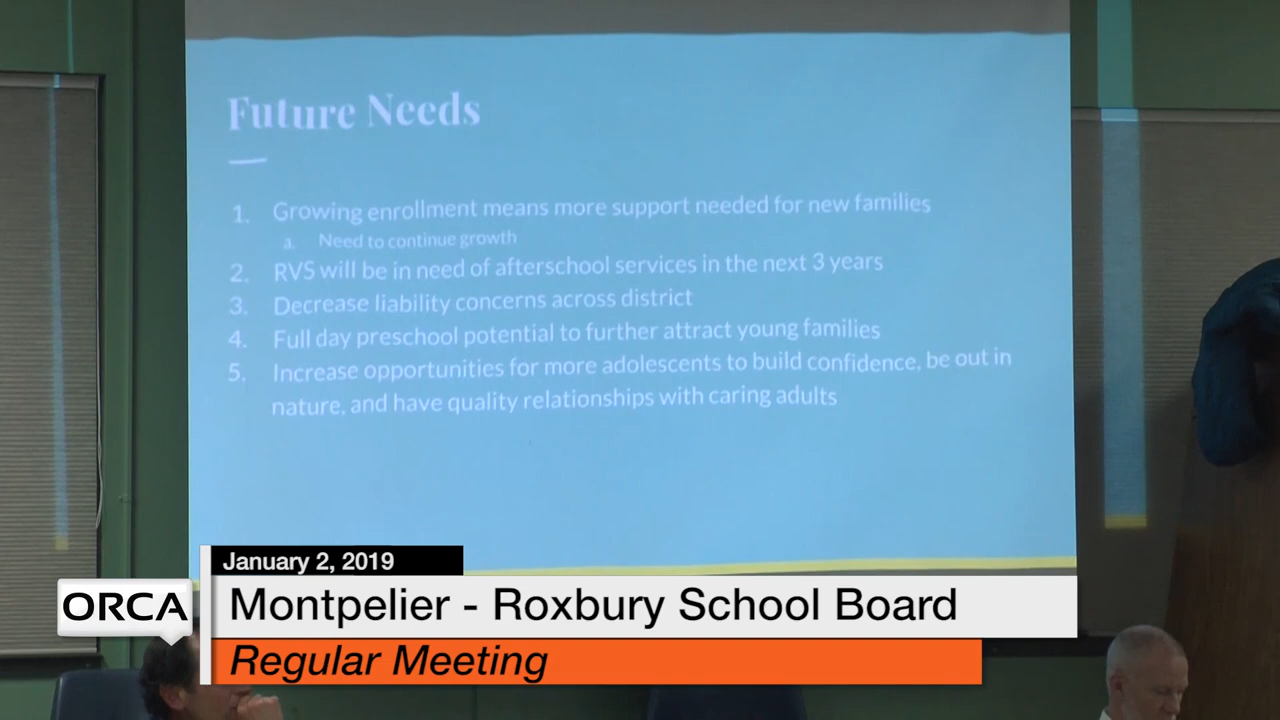 Future Needs
1. Growing enrollment means more support needed for new families
a. Need to continue growth
2. RVS will be in need of afterschool services in the next 3 years
3. Decrease liability concerns across district
4. Full day preschool potential to further attract young families
5. Increase opportunities for more adolescents to build confidence, be out in
nature, and have quality relationships with caring adults
January 2, 2019
ORCA
Montpelier - Roxbury School Board
Regular Meeting